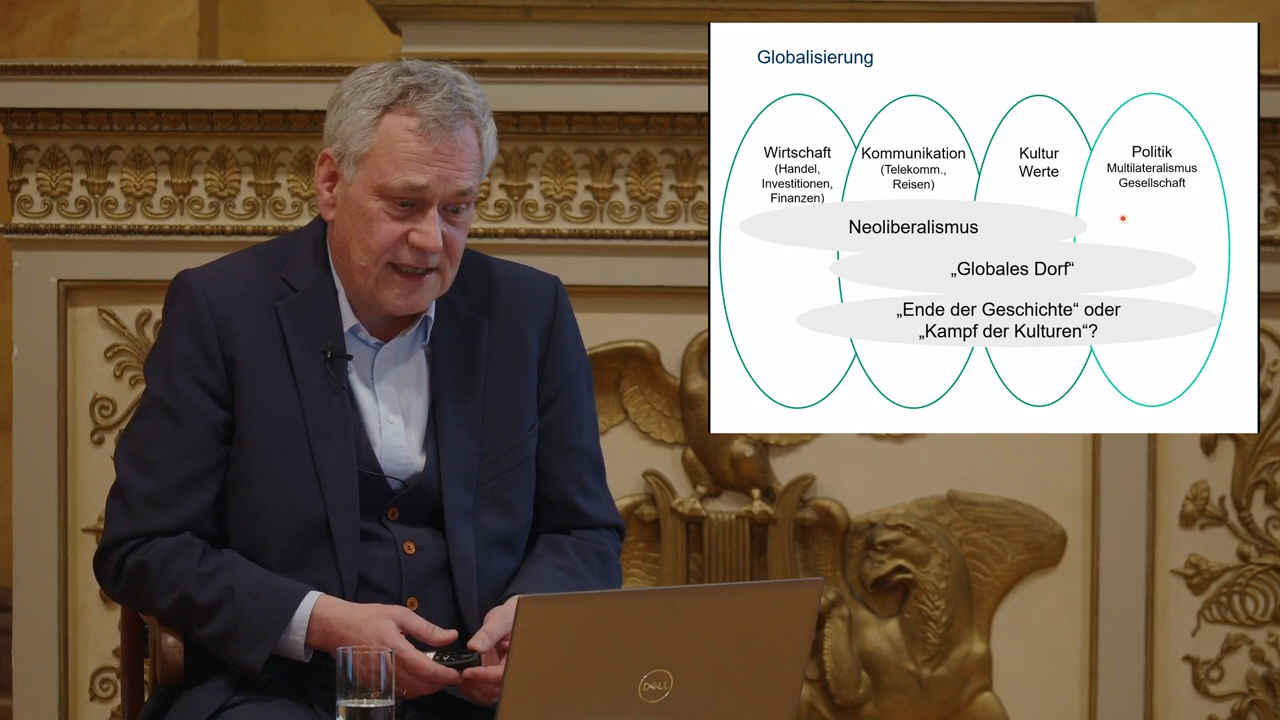 Globalisierung
Wirtschaft
(Handel,
Investitionen,
Finanzen)
Kommunikation
(Telekomm.,
Reisen)
Kultur
Werte
Politik
Multilateralismus
Gesellschaft
Neoliberalismus
„Globales Dorf“
„Ende der Geschichte“ oder
„Kampf der Kulturen“?
DELL